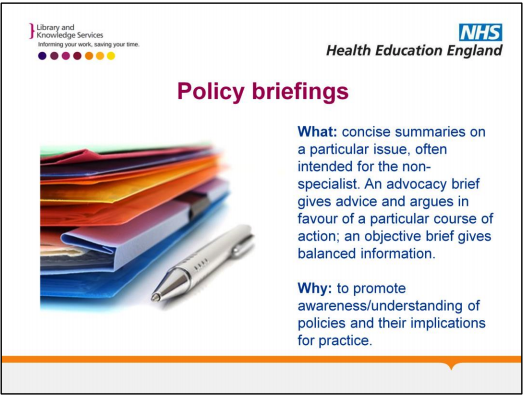 Library and
Knowledge Services
Informing your work, saving your time.
NHS
Health Education England
Policy briefings
What: concise summaries on
a particular issue, often
intended for the non-
specialist. An advocacy brief
gives advice and argues in
favour of a particular course of
action; an objective brief gives
balanced information.
Why: to promote
awareness/understanding of
policies and their implications
for practice.